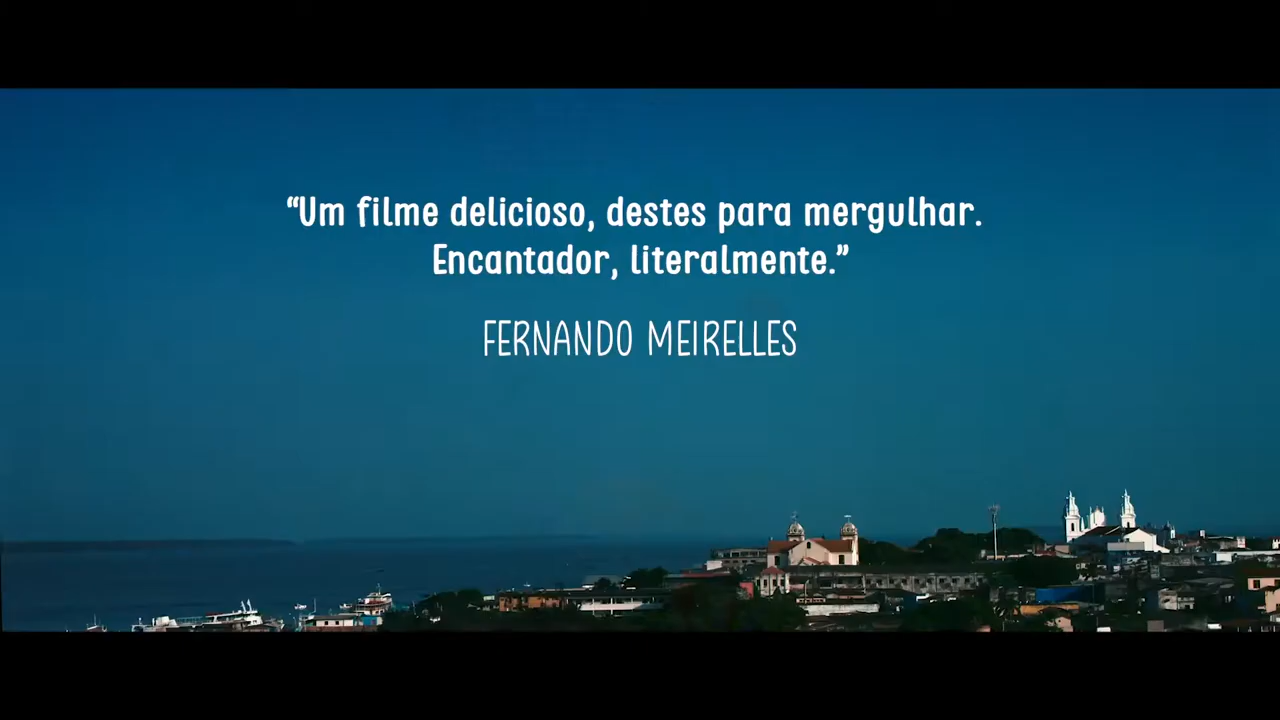 “Um filme delicioso, destes para mergulhar.
Encantador, literalmente.”
FERNANDO MEIRELLES